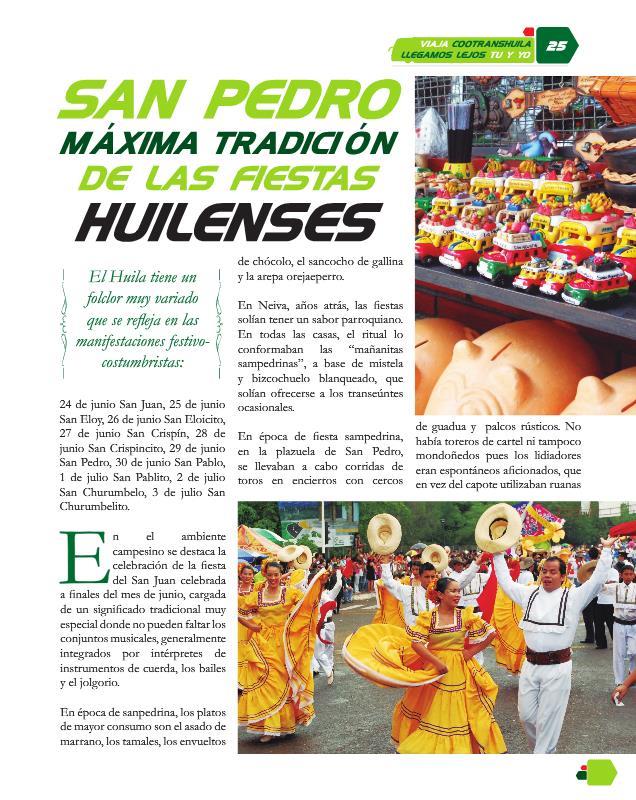 VIAJA COOTRANSHUILA
LLEGAMOS LEJOS TU Y YO
25
SAN PEDRO
MÁXIMA TRADICIÓN
DE LAS FIESTAS
HUILENSES
El Huila tiene un
folclor muy variado
que se refleja en las
manifestaciones festivo-
costumbristas:
24 de junio San Juan, 25 de junio
San Eloy, 26 de junio San Eloicito,
27 de junio San Crispín, 28 de
junio San Crispincito, 29 de junio
San Pedro, 30 de junio San Pablo,
1 de julio San Pablito, 2 de julio
San Churumbelo, 3 de julio San
Churumbelito.
En el ambiente
campesino se destaca la
celebración de la fiesta
del San Juan celebrada
a finales del mes de junio, cargada
de un significado tradicional muy
especial donde no pueden faltar los
conjuntos musicales, generalmente
integrados por intérpretes de
instrumentos de cuerda, los bailes
y el jolgorio.
En época de sanpedrina, los platos
de mayor consumo son el asado de
marrano, los tamales, los envueltos
de chócolo, el sancocho de gallina
y la arepa orejaeperro.
En Neiva, años atrás, las fiestas
solían tener un sabor parroquiano.
En todas las casas, el ritual lo
conformaban las “mañanitas
sampedrinas”, a base de mistela
y bizcochuelo blanqueado, que
solían ofrecerse a los transeúntes
ocasionales.
En época de fiesta sampedrina,
en la plazuela de San Pedro,
se llevaban a cabo corridas de
toros en encierros con cercos
de guadua y palcos rústicos. No
había toreros de cartel ni tampoco
mondoñedos pues los lidiadores
eran espontáneos aficionados, que
en vez del capote utilizaban ruanas